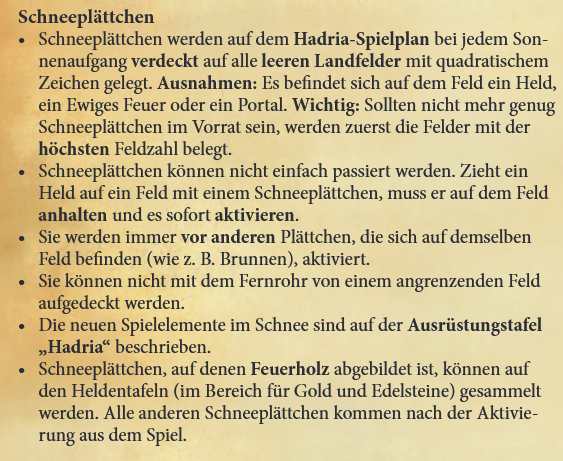 Schneeplättchen
• Schneeplättchen werden auf dem Hadria-Spielplan bei jedem Son-
nenaufgang verdeckt auf alle leeren Landfelder mit quadratischem
Zeichen gelegt. Ausnahmen: Es befindet sich auf dem Feld ein Held,
ein Ewiges Feuer oder ein Portal. Wichtig: Sollten nicht mehr genug
Schneeplättchen im Vorrat sein, werden zuerst die Felder mit der
höchsten Feldzahl belegt.
• Schneeplättchen können nicht einfach passiert werden. Zieht ein
Held auf ein Feld mit einem Schneeplättchen, muss er auf dem Feld
anhalten und es sofort aktivieren.
• Sie werden immer vor anderen Plättchen, die sich auf demselben
Feld befinden (wie z. B. Brunnen), aktiviert.
• Sie können nicht mit dem Fernrohr von einem angrenzenden Feld
aufgedeckt werden.
• Die neuen Spielelemente im Schnee sind auf der Ausrüstungstafel
„Hadria“ beschrieben.
• Schneeplättchen, auf denen Feuerholz abgebildet ist, können auf
den Heldentafeln (im Bereich für Gold und Edelsteine) gesammelt
werden. Alle anderen Schneeplättchen kommen nach der Aktivie-
rung aus dem Spiel.